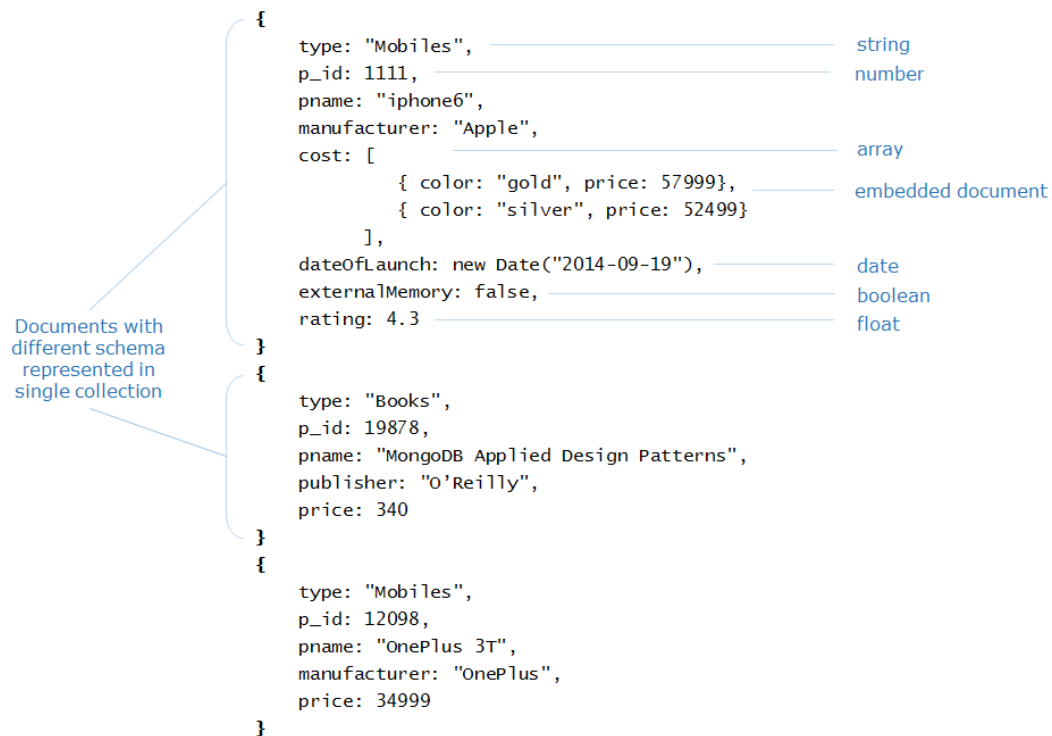 {
type: "Mobiles", string
p_id: 1111, number
pname: "iphone6",
manufacturer: "Apple",
cost: [ array
{ color: "gold", price: 57999}, embedded document
{ color: "silver", price: 52499}
],
dateOfLaunch: new Date("2014-09-19"), date
externalMemory: false, boolean
rating: 4.3 float
}
Documents with
different schema
represented in
single collection
{
type: "Books",
p_id: 19878,
pname: "MongoDB Applied Design Patterns",
publisher: "O’Reilly",
price: 340
}
{
type: "Mobiles",
p_id: 12098,
pname: "OnePlus 3T",
manufacturer: "OnePlus",
price: 34999
}